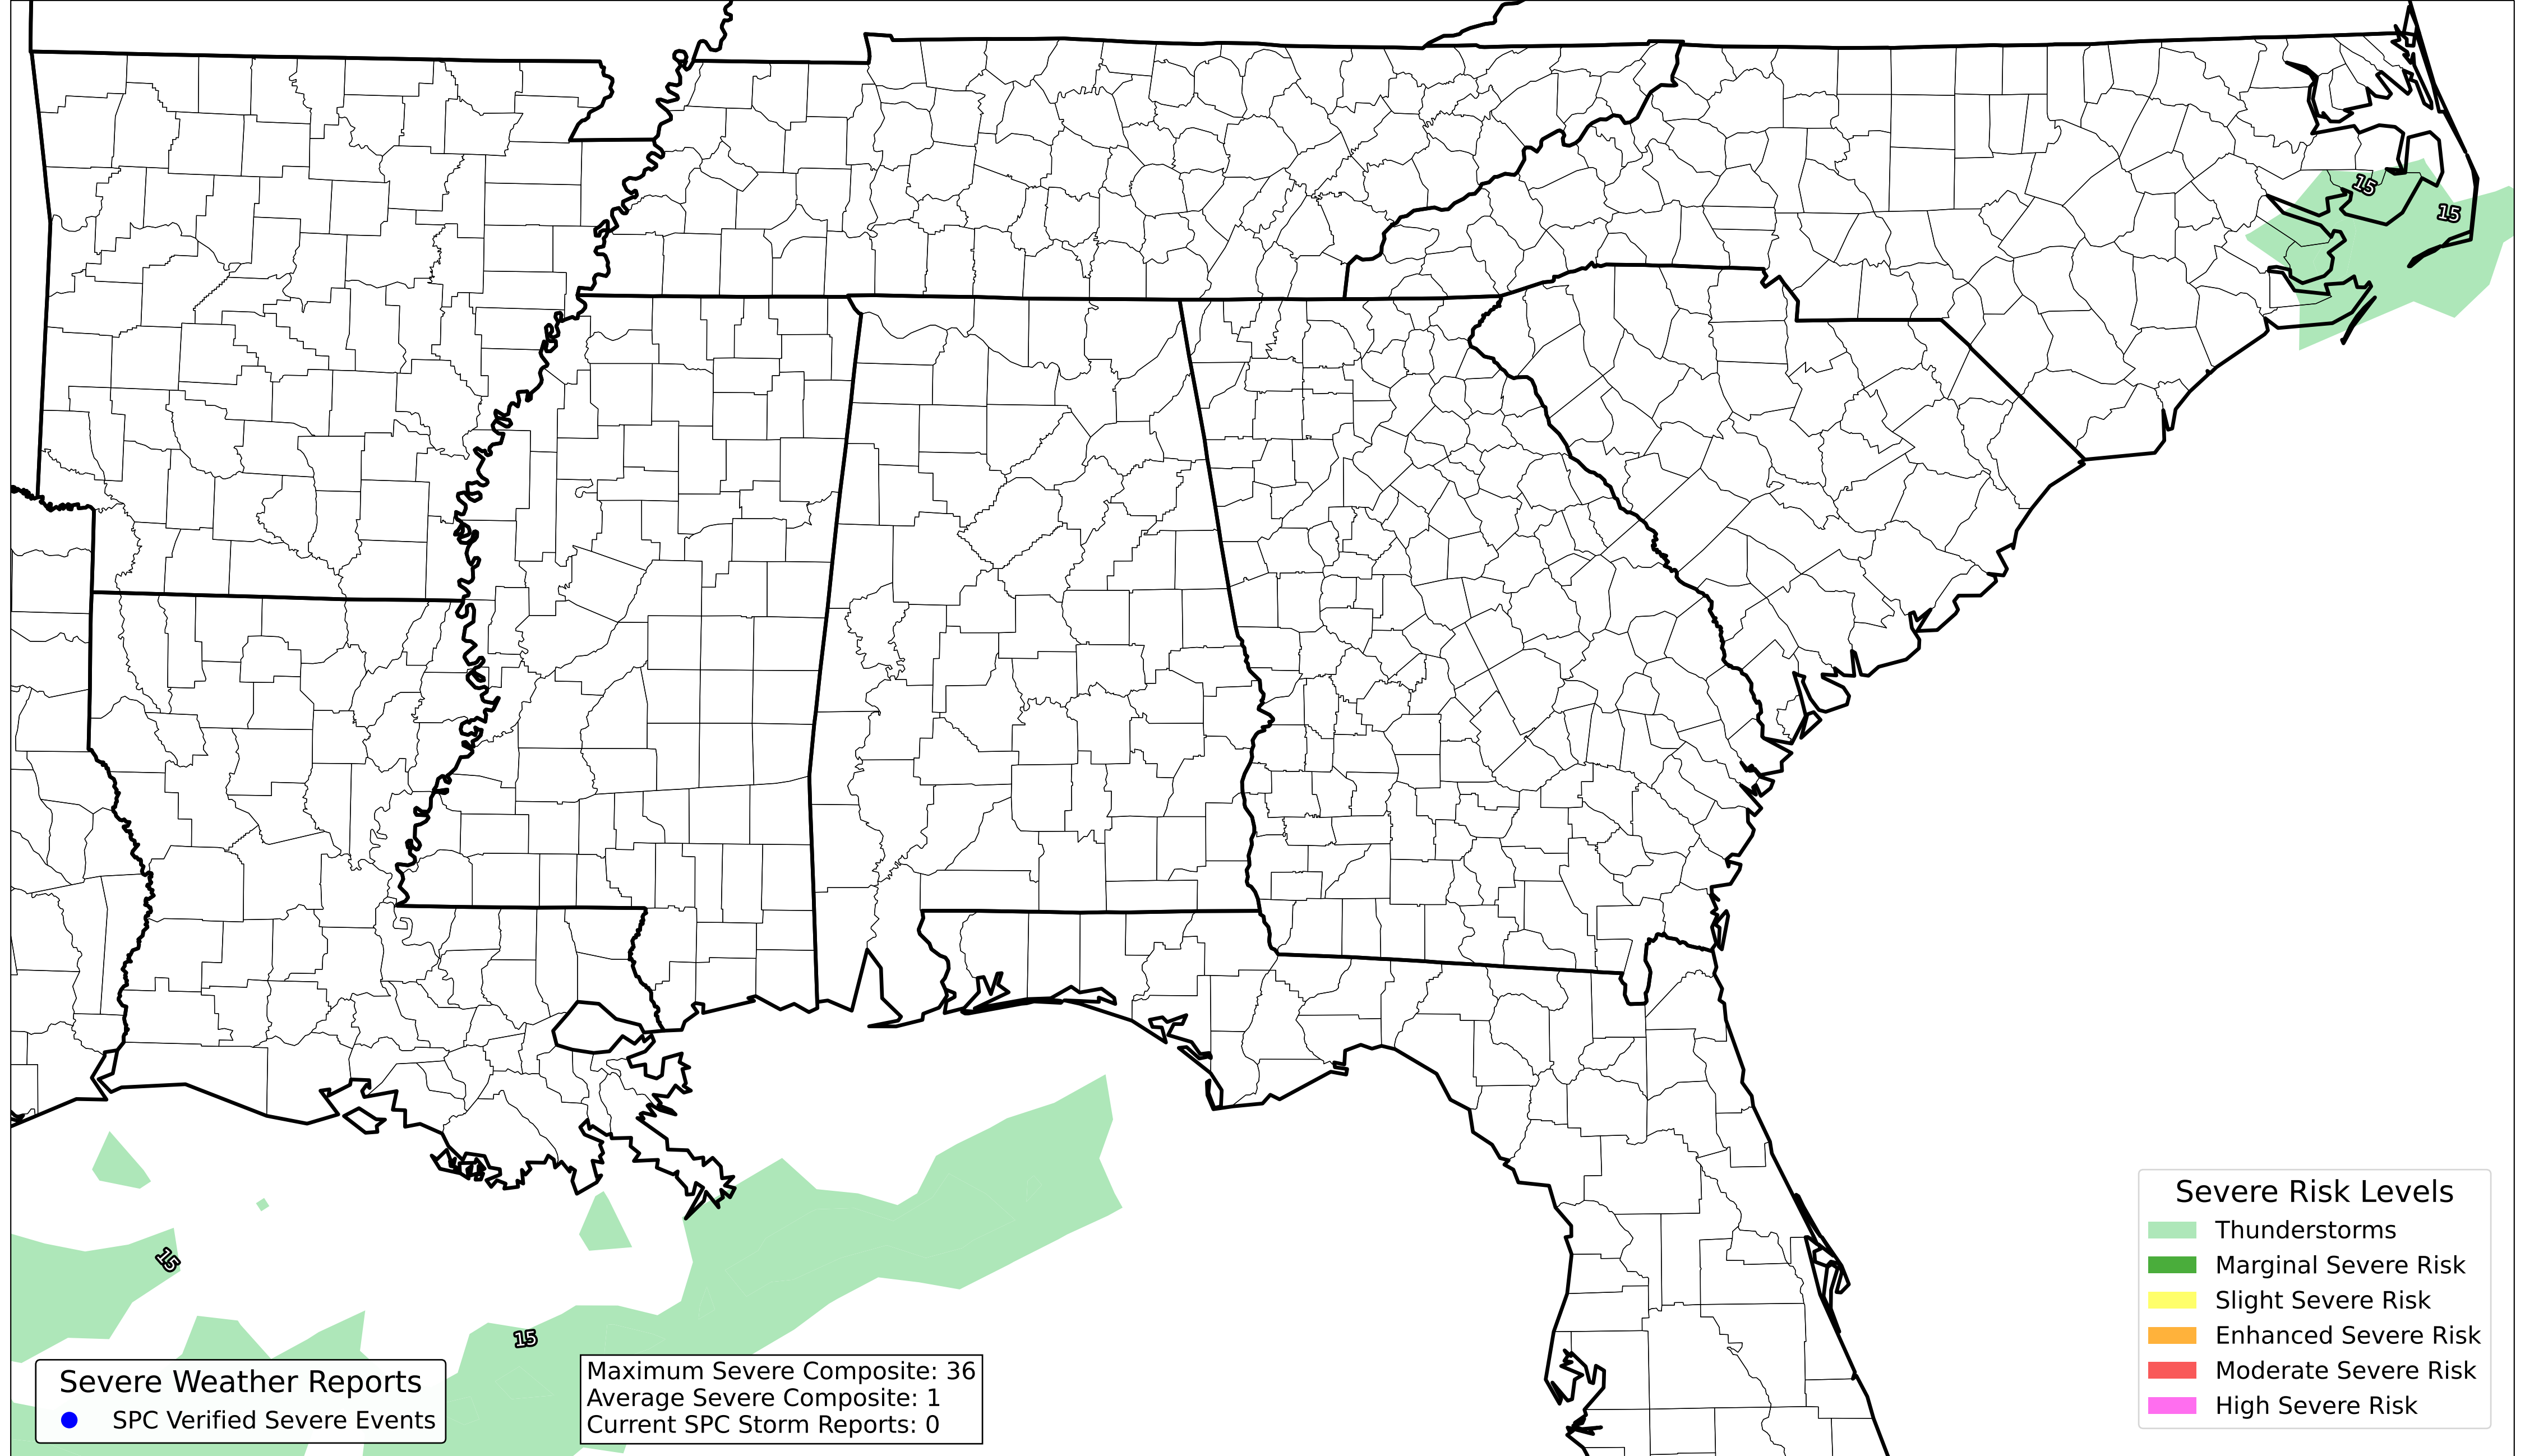 15
15
15
15
Severe Weather Reports
SPC Verified Severe Events
Maximum Severe Composite: 36
Average Severe Composite: 1
Current SPC Storm Reports: 0
Severe Risk Levels
Thunderstorms
Marginal Severe Risk
Slight Severe Risk
Enhanced Severe Risk
Moderate Severe Risk
High Severe Risk